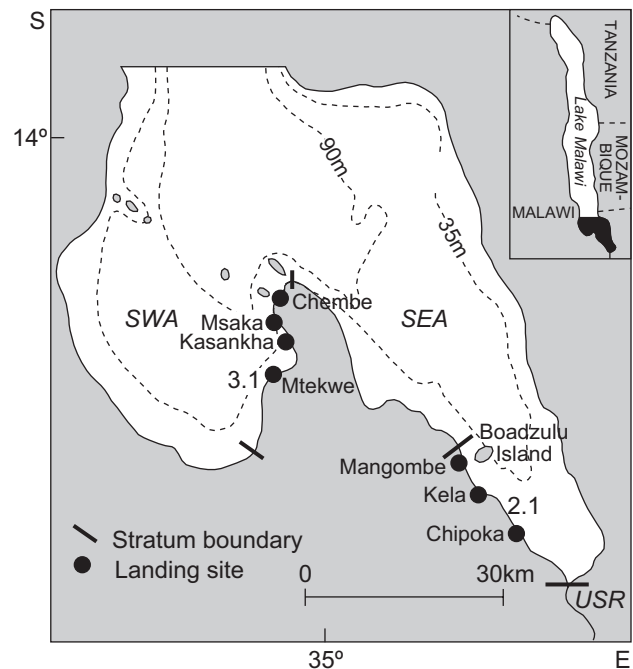 S
14º
35º
E
90m
35m
SWA
SEA
Chembe
Msaka
Kasankha
3.1
Mtekwe
Boadzulu
Island
Mangombe
Kela
2.1
Chipoka
USR
Stratum boundary
Landing site
0
30km
TANZANIA
Lake Malawi
MOZAM-
BIQUE
MALAWI